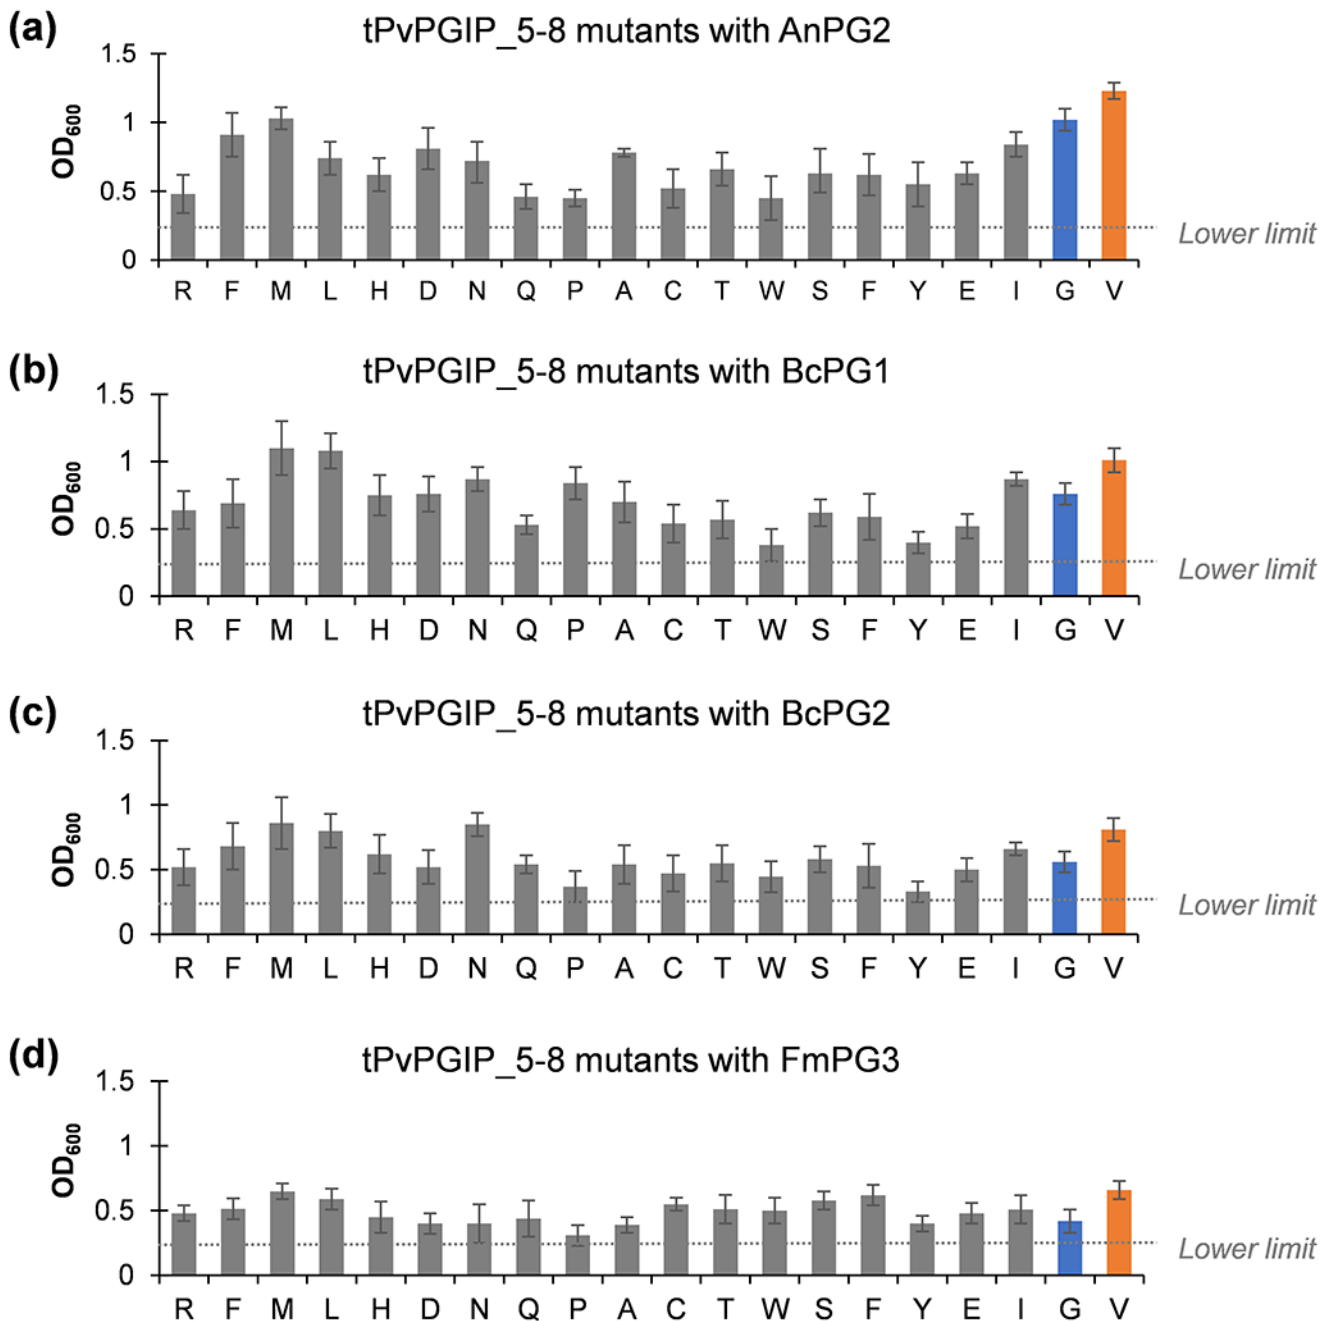 (a) tPvPGIP_5-8 mutants with AnPG2
1.5
1
0.5
0
OD600
Lower limit
R F M L H D N Q P A C T W S F Y E I G V
(b) tPvPGIP_5-8 mutants with BcPG1
1.5
1
0.5
0
OD600
Lower limit
R F M L H D N Q P A C T W S F Y E I G V
(c) tPvPGIP_5-8 mutants with BcPG2
1.5
1
0.5
0
OD600
Lower limit
R F M L H D N Q P A C T W S F Y E I G V
(d) tPvPGIP_5-8 mutants with FmPG3
1.5
1
0.5
0
OD600
Lower limit
R F M L H D N Q P A C T W S F Y E I G V